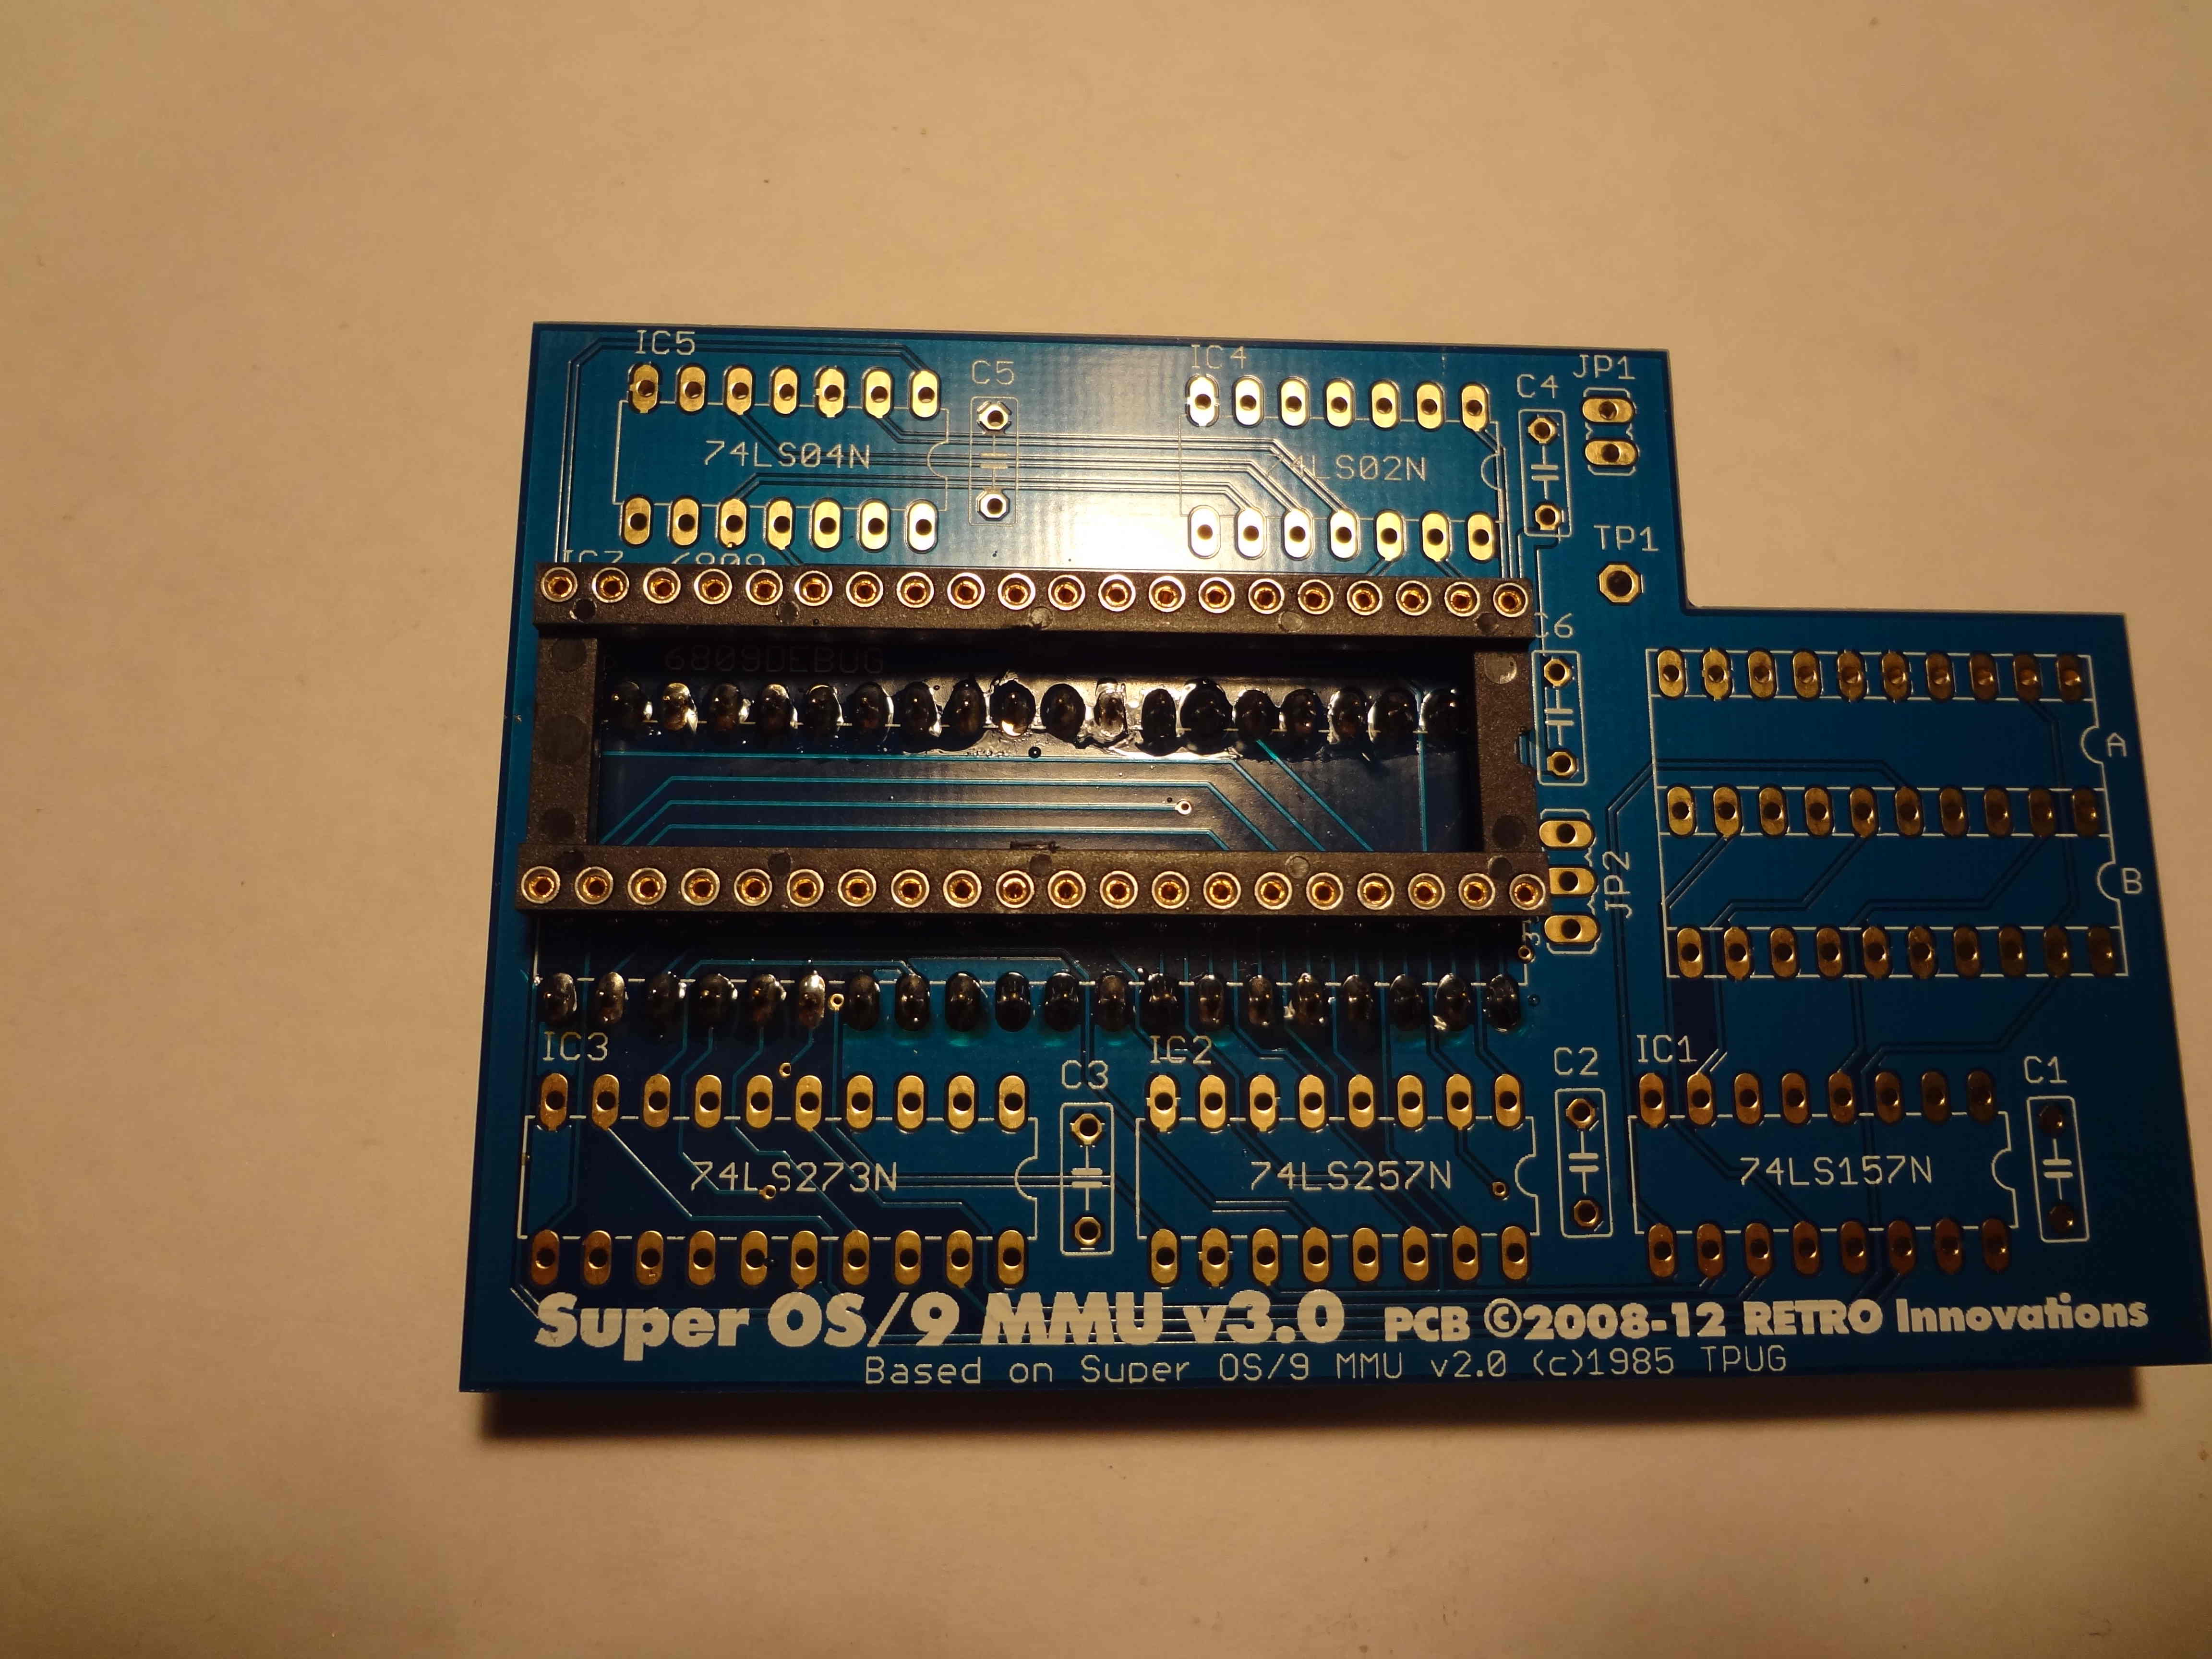 IC5
C5
IC4
C4
JP1
74LS04N
74LS02N
TP1
IC7 6809
C6
6809DEBUG
A
B
JP2
3
IC3
C3
IC2
C2
IC1
C1
74LS273N
74LS257N
74LS157N
Super OS/9 MMU v3.0 PCB ©2008-12 RETRO Innovations
Based on Super OS/9 MMU v2.0 (c)1985 TPUG